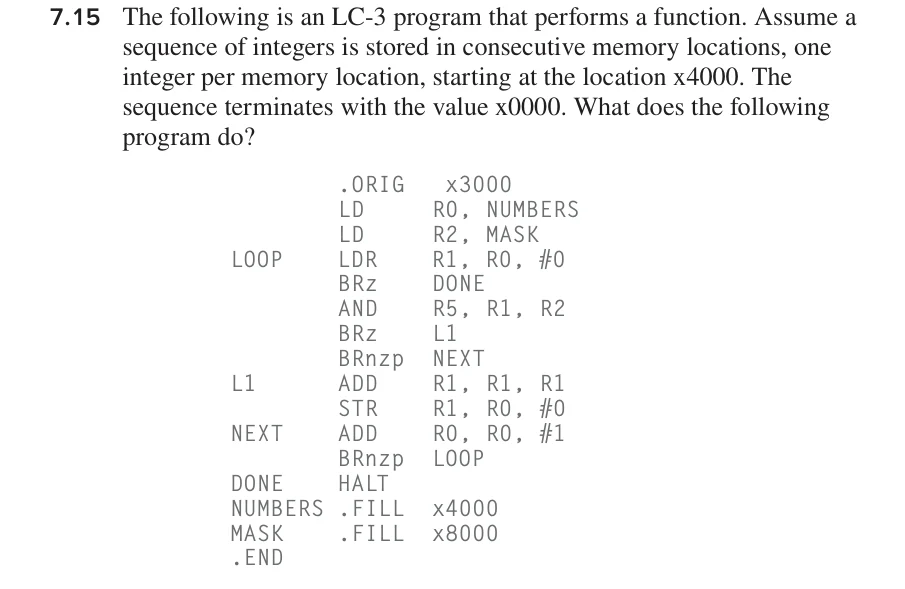 7.15 The following is an LC-3 program that performs a function. Assume a
sequence of integers is stored in consecutive memory locations, one
integer per memory location, starting at the location x4000. The
sequence terminates with the value x0000. What does the following
program do?
.ORIG x3000
LD R0, NUMBERS
LD R2, MASK
LOOP LDR R1, R0, #0
BRz DONE
AND R5, R1, R2
BRz L1
BRnzp NEXT
L1 ADD R1, R1, R1
STR R1, R0, #0
NEXT ADD R0, R0, #1
BRnzp LOOP
DONE HALT
NUMBERS .FILL x4000
MASK .FILL x8000
.END